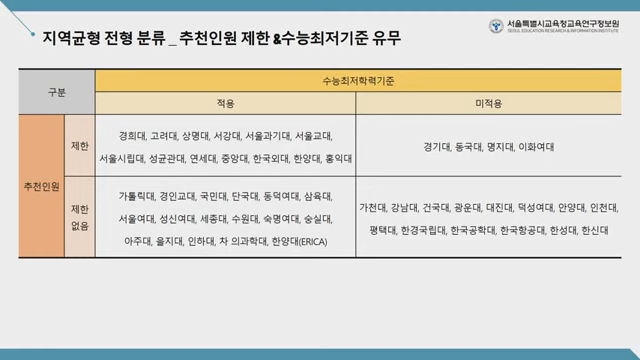 지역균형 전형 분류 _ 추천인원 제한 &수능최저기준 유무
서울특별시교육청교육연구정보원
SEOUL EDUCATION RESEARCH & INFORMATION INSTITUTE
구분
수능최저학력기준
적용
미적용
추천인원
제한
경희대, 고려대, 상명대, 서강대, 서울과기대, 서울교대,
서울시립대, 성균관대, 연세대, 중앙대, 한국외대, 한양대, 홍익대
경기대, 동국대, 명지대, 이화여대
제한
없음
가톨릭대, 경인교대, 국민대, 단국대, 동덕여대, 삼육대,
서울여대, 성신여대, 세종대, 수원대, 숙명여대, 숭실대,
아주대, 을지대, 인하대, 차 의과학대, 한양대(ERICA)
가천대, 강남대, 건국대, 광운대, 대진대, 덕성여대, 안양대, 인천대,
평택대, 한경국립대, 한국공학대, 한국항공대, 한성대, 한신대